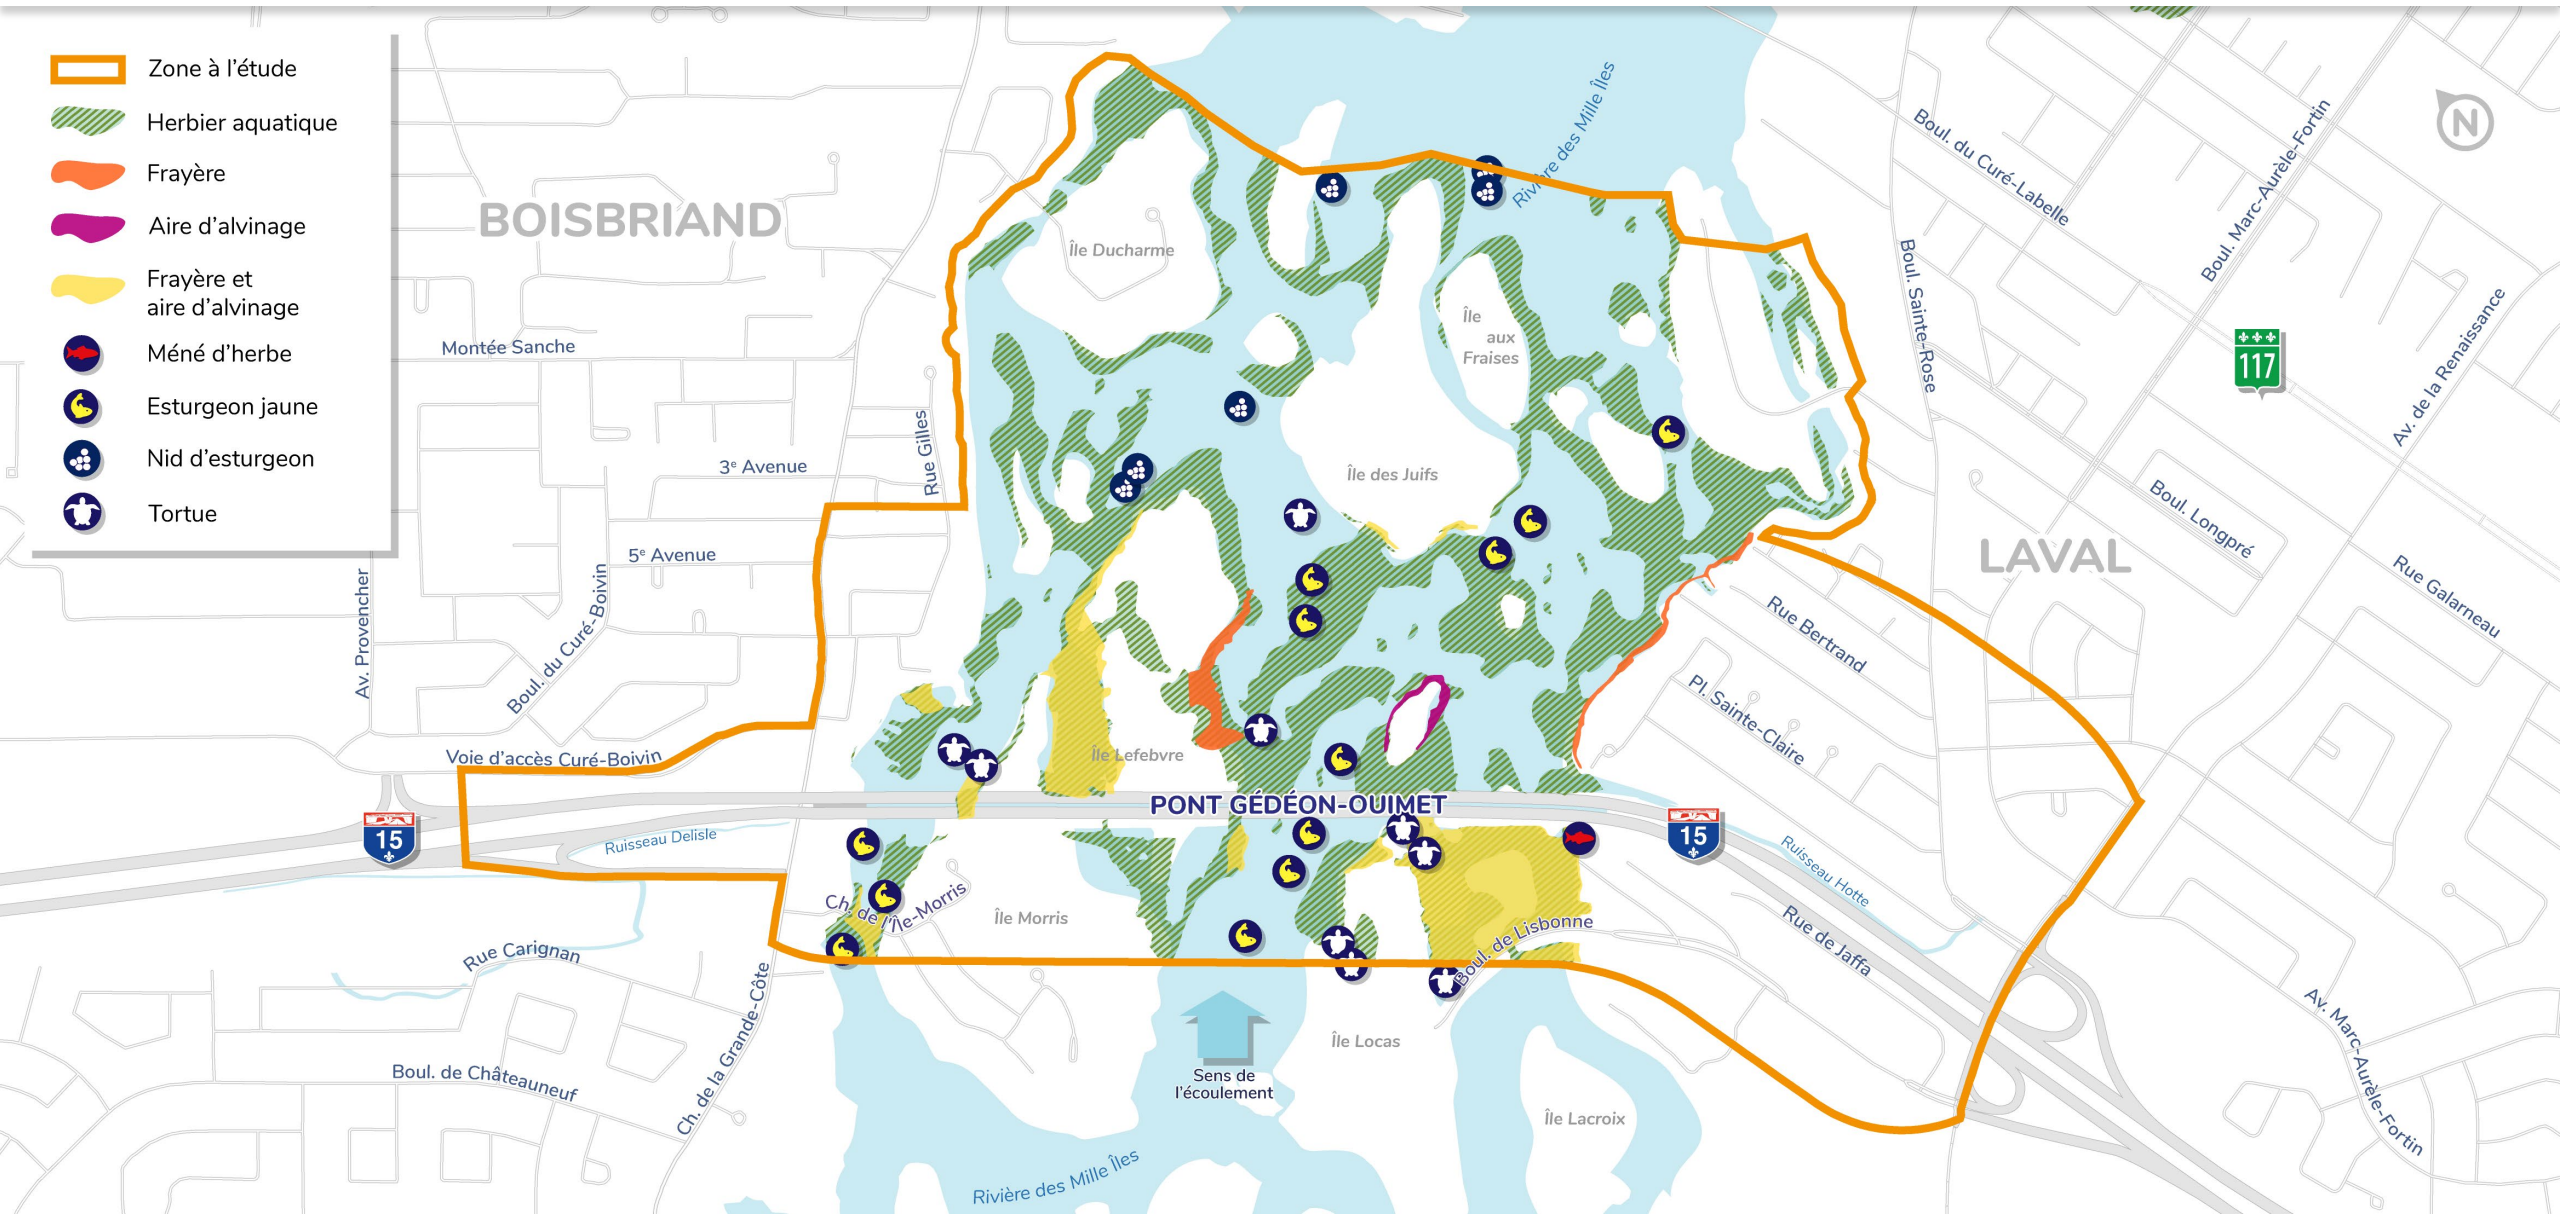 Zone à l'étude
Herbier aquatique
Frayère
Aire d'alvinage
Frayère et
aire d'alvinage
Méné d'herbe
Esturgeon jaune
Nid d'esturgeon
Tortue
BOISBRIAND
Montée Sanche
3e Avenue
5e Avenue
Rue Gilles
Av. Provencher
Boul. du Curé-Boivin
Voie d'accès Curé-Boivin
15
Ruisseau Delisle
Rue Carignan
Boul. de Châteauneuf
Ch. de la Grande-Côte
Ch. de l'Île-Morris
Île Morris
Île Ducharme
Rivière des Mille Îles
Île
aux
Fraises
Île des Juifs
Île Lefebvre
PONT GÉDÉON-OUIMET
Boul. de Lisbonne
Sens de
l'écoulement
Île Locas
Île Lacroix
Rivière des Mille Îles
N
Boul. du Curé-Labelle
Boul. Marc-Aurèle-Fortin
Boul. Sainte-Rose
117
Av. de la Renaissance
Boul. Longpré
LAVAL
Rue Galarneau
Rue Bertrand
Pl. Sainte-Claire
15
Ruisseau Hotte
Rue de Jaffa
Av. Marc-Aurèle-Fortin